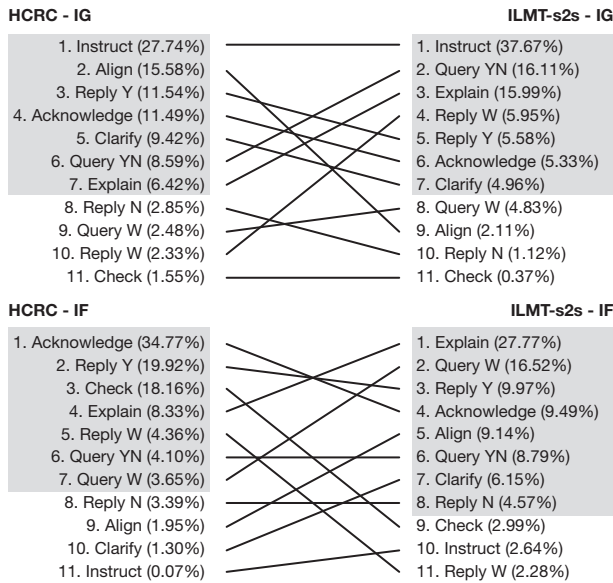 HCRC - IG ILMT-s2s - IG
1. Instruct (27.74%) 1. Instruct (37.67%)
2. Align (15.58%) 2. Query YN (16.11%)
3. Reply Y (11.54%) 3. Explain (15.99%)
4. Acknowledge (11.49%) 4. Reply W (5.95%)
5. Clarify (9.42%) 5. Reply Y (5.58%)
6. Query YN (8.59%) 6. Acknowledge (5.33%)
7. Explain (6.42%) 7. Clarify (4.96%)
8. Reply N (2.85%) 8. Query W (4.83%)
9. Query W (2.48%) 9. Align (2.11%)
10. Reply W (2.33%) 10. Reply N (1.12%)
11. Check (1.55%) 11. Check (0.37%)
HCRC - IF ILMT-s2s - IF
1. Acknowledge (34.77%) 1. Explain (27.77%)
2. Reply Y (19.92%) 2. Query W (16.52%)
3. Check (18.16%) 3. Reply Y (9.97%)
4. Explain (8.33%) 4. Acknowledge (9.49%)
5. Reply W (4.36%) 5. Align (9.14%)
6. Query YN (4.10%) 6. Query YN (8.79%)
7. Query W (3.65%) 7. Clarify (6.15%)
8. Reply N (3.39%) 8. Reply N (4.57%)
9. Align (1.95%) 9. Check (2.99%)
10. Clarify (1.30%) 10. Instruct (2.64%)
11. Instruct (0.07%) 11. Reply W (2.28%)